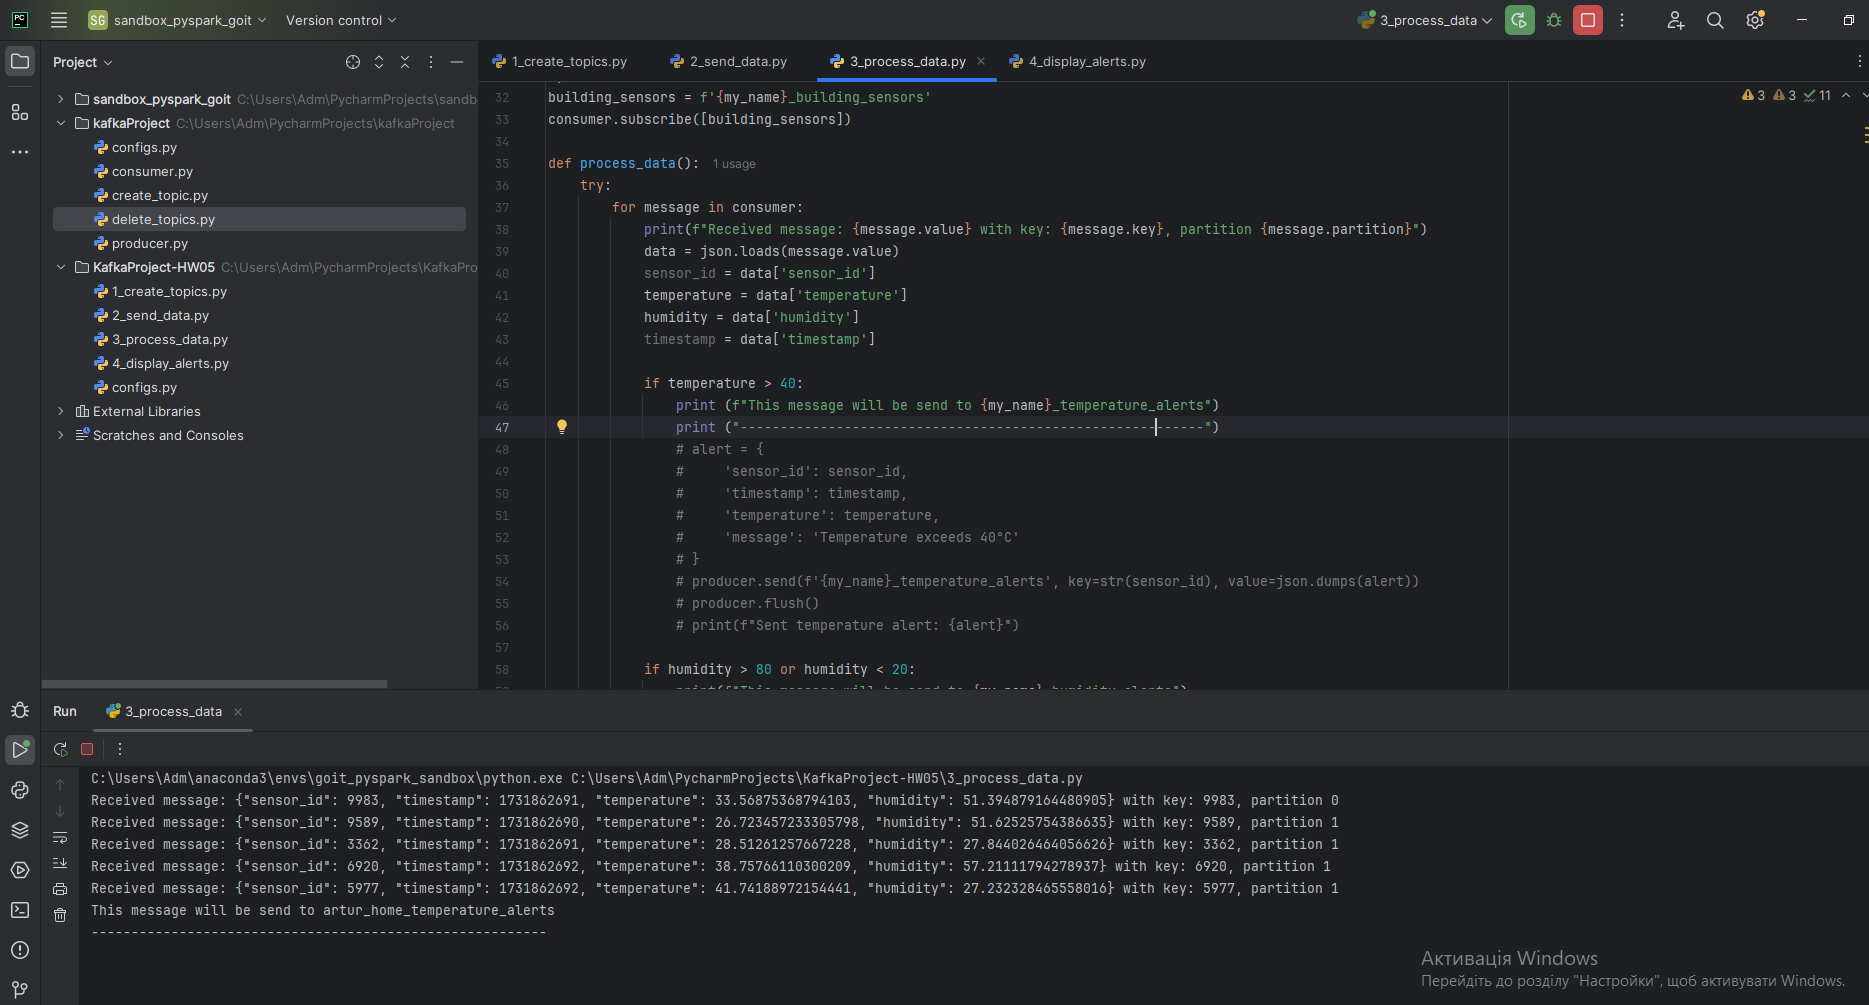 PC
SG sandbox_pyspark_goit Version control 3_process_data
Project
1_create_topics.py 2_send_data.py 3_process_data.py 4_display_alerts.py
sandbox_pyspark_goit C:\Users\Adm\PycharmProjects\sandb
kafkaProject C:\Users\Adm\PycharmProjects\kafkaProject
configs.py
consumer.py
create_topic.py
delete_topics.py
producer.py
KafkaProject-HW05 C:\Users\Adm\PycharmProjects\KafkaPro
1_create_topics.py
2_send_data.py
3_process_data.py
4_display_alerts.py
configs.py
External Libraries
Scratches and Consoles
3 3 11
32 building_sensors = f'{my_name}_building_sensors'
33 consumer.subscribe([building_sensors])
34
35 def process_data(): 1 usage
36 try:
37 for message in consumer:
38 print(f"Received message: {message.value} with key: {message.key}, partition {message.partition}")
39 data = json.loads(message.value)
40 sensor_id = data['sensor_id']
41 temperature = data['temperature']
42 humidity = data['humidity']
43 timestamp = data['timestamp']
44
45 if temperature > 40:
46 print (f"This message will be send to {my_name}_temperature_alerts")
47 print ("----------------------------------------------------------")
48 # alert = {
49 #     'sensor_id': sensor_id,
50 #     'timestamp': timestamp,
51 #     'temperature': temperature,
52 #     'message': 'Temperature exceeds 40°C'
53 # }
54 # producer.send(f'{my_name}_temperature_alerts', key=str(sensor_id), value=json.dumps(alert))
55 # producer.flush()
56 # print(f"Sent temperature alert: {alert}")
57
58 if humidity > 80 or humidity < 20:
print(f"This message will be send to {my_name}_humidity_alerts")
Run 3_process_data
C:\Users\Adm\anaconda3\envs\goit_pyspark_sandbox\python.exe C:\Users\Adm\PycharmProjects\KafkaProject-HW05\3_process_data.py
Received message: {"sensor_id": 9983, "timestamp": 1731862691, "temperature": 33.56875368794103, "humidity": 51.394879164480905} with key: 9983, partition 0
Received message: {"sensor_id": 9589, "timestamp": 1731862690, "temperature": 26.723457233305798, "humidity": 51.62525754386635} with key: 9589, partition 1
Received message: {"sensor_id": 3362, "timestamp": 1731862691, "temperature": 28.51261257667228, "humidity": 27.844026464056626} with key: 3362, partition 1
Received message: {"sensor_id": 6920, "timestamp": 1731862692, "temperature": 38.75766110300209, "humidity": 57.21111794278937} with key: 6920, partition 1
Received message: {"sensor_id": 5977, "timestamp": 1731862692, "temperature": 41.74188972154441, "humidity": 27.232328465558016} with key: 5977, partition 1
This message will be send to artur_home_temperature_alerts
---------------------------------------------------------
Активація Windows
Перейдіть до розділу "Настройки", щоб активувати Windows.